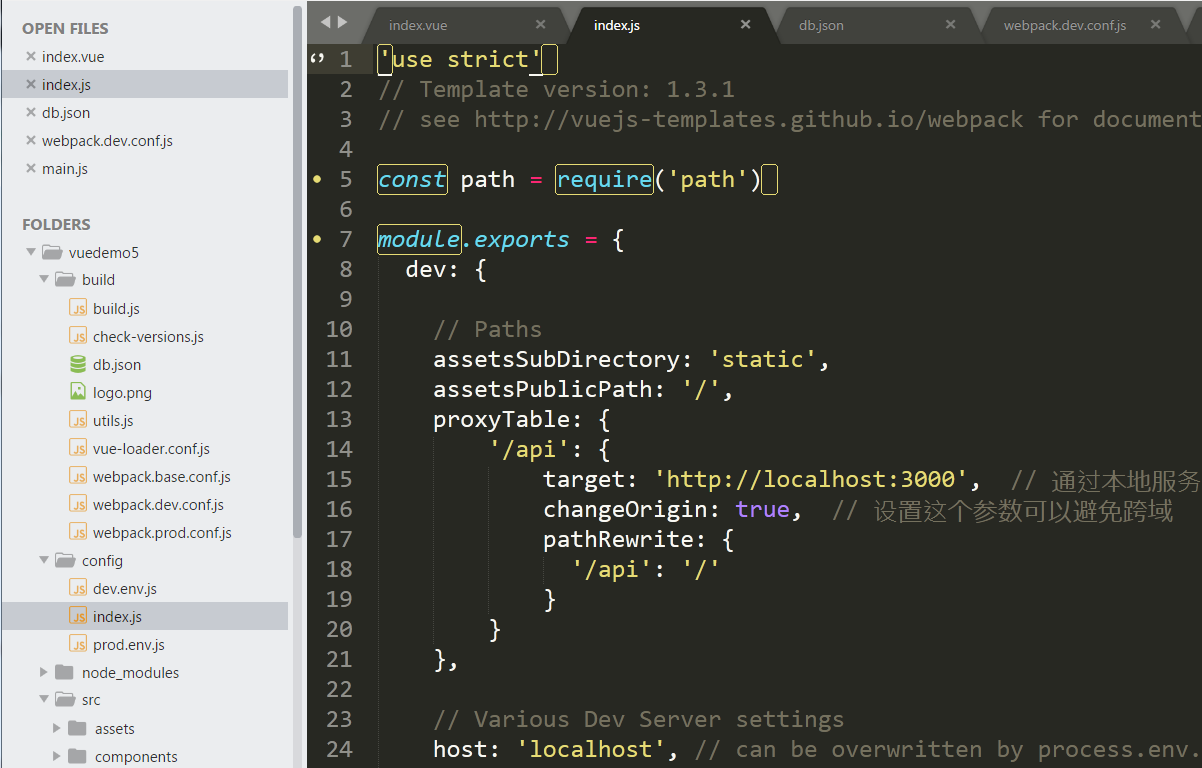 OPEN FILES
index.vue
index.js
db.json
webpack.dev.conf.js
main.js
FOLDERS
vuedemo5
build
build.js
check-versions.js
db.json
logo.png
utils.js
vue-loader.conf.js
webpack.base.conf.js
webpack.dev.conf.js
webpack.prod.conf.js
config
dev.env.js
index.js
prod.env.js
node_modules
src
assets
components
index.vue
index.js
db.json
webpack.dev.conf.js
1 'use strict'
2 // Template version: 1.3.1
3 // see http://vuejs-templates.github.io/webpack for document
4
5 const path = require('path')
6
7 module.exports = {
8 dev: {
9
10 // Paths
11 assetsSubDirectory: 'static',
12 assetsPublicPath: '/',
13 proxyTable: {
14 '/api': {
15 target: 'http://localhost:3000', // 通过本地服务
16 changeOrigin: true, // 设置这个参数可以避免跨域
17 pathRewrite: {
18 '/api': '/'
19 }
20 }
21 },
22
23 // Various Dev Server settings
24 host: 'localhost', // can be overwritten by process.env.